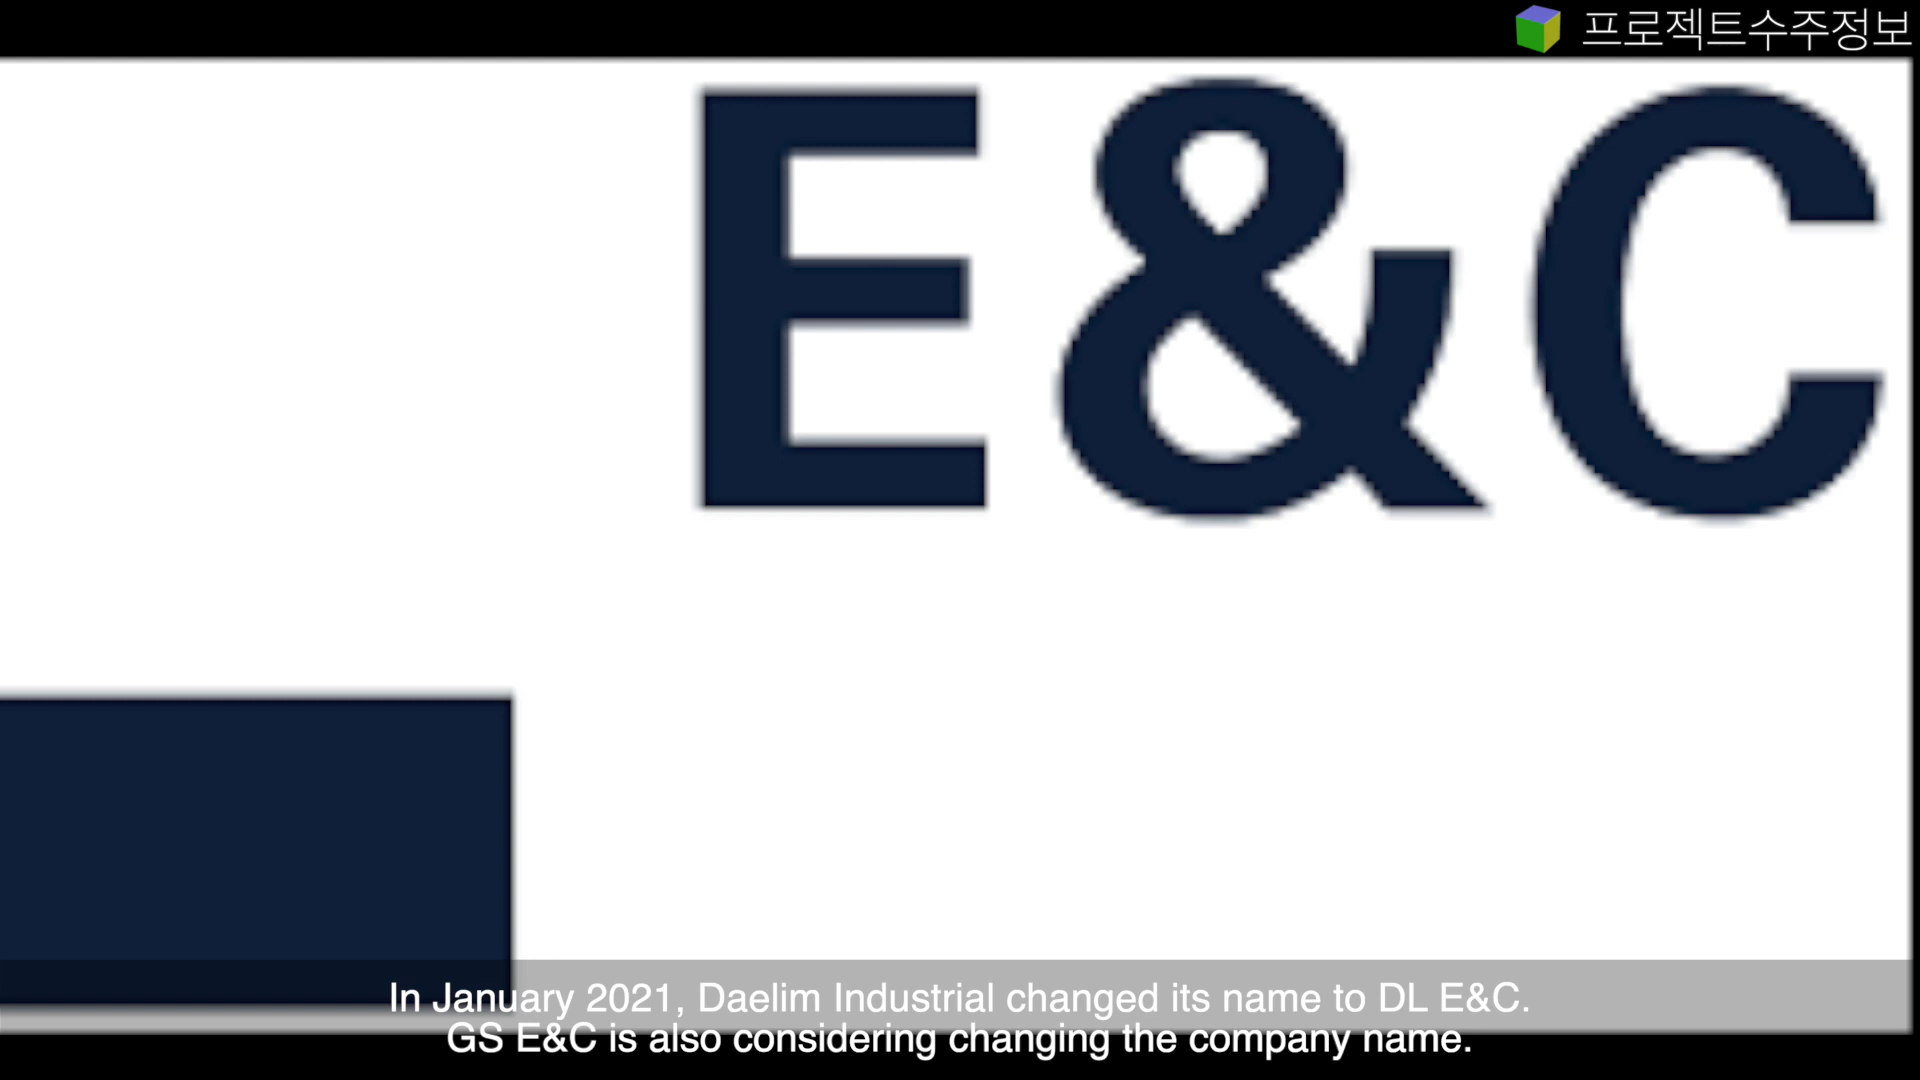 프로젝트수주정보
E&C
In January 2021, Daelim Industrial changed its name to DL E&C.
GS E&C is also considering changing the company name.